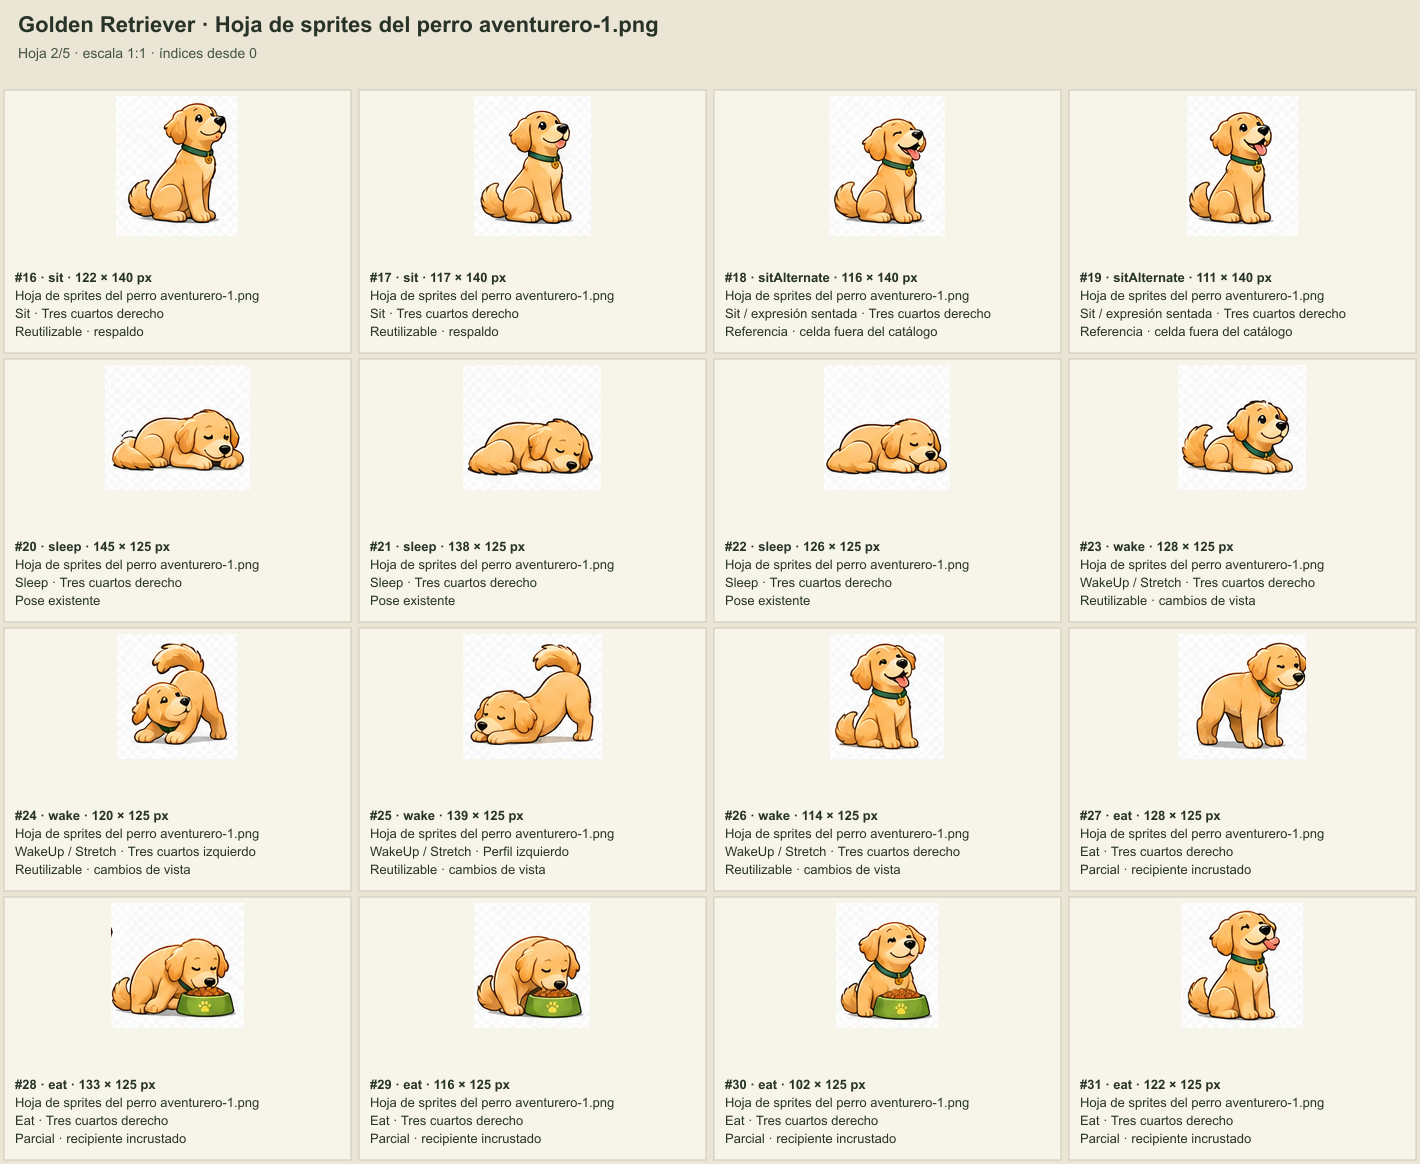 Golden Retriever · Hoja de sprites del perro aventurero-1.png
Hoja 2/5 · escala 1:1 · índices desde 0
#16 · sit · 122 × 140 px
Hoja de sprites del perro aventurero-1.png
Sit · Tres cuartos derecho
Reutilizable · respaldo
#17 · sit · 117 × 140 px
Hoja de sprites del perro aventurero-1.png
Sit · Tres cuartos derecho
Reutilizable · respaldo
#18 · sitAlternate · 116 × 140 px
Hoja de sprites del perro aventurero-1.png
Sit / expresión sentada · Tres cuartos derecho
Referencia · celda fuera del catálogo
#19 · sitAlternate · 111 × 140 px
Hoja de sprites del perro aventurero-1.png
Sit / expresión sentada · Tres cuartos derecho
Referencia · celda fuera del catálogo
#20 · sleep · 145 × 125 px
Hoja de sprites del perro aventurero-1.png
Sleep · Tres cuartos derecho
Pose existente
#21 · sleep · 138 × 125 px
Hoja de sprites del perro aventurero-1.png
Sleep · Tres cuartos derecho
Pose existente
#22 · sleep · 126 × 125 px
Hoja de sprites del perro aventurero-1.png
Sleep · Tres cuartos derecho
Pose existente
#23 · wake · 128 × 125 px
Hoja de sprites del perro aventurero-1.png
WakeUp / Stretch · Tres cuartos derecho
Reutilizable · cambios de vista
#24 · wake · 120 × 125 px
Hoja de sprites del perro aventurero-1.png
WakeUp / Stretch · Tres cuartos izquierdo
Reutilizable · cambios de vista
#25 · wake · 139 × 125 px
Hoja de sprites del perro aventurero-1.png
WakeUp / Stretch · Perfil izquierdo
Reutilizable · cambios de vista
#26 · wake · 114 × 125 px
Hoja de sprites del perro aventurero-1.png
WakeUp / Stretch · Tres cuartos derecho
Reutilizable · cambios de vista
#27 · eat · 128 × 125 px
Hoja de sprites del perro aventurero-1.png
Eat · Tres cuartos derecho
Parcial · recipiente incrustado
#28 · eat · 133 × 125 px
Hoja de sprites del perro aventurero-1.png
Eat · Tres cuartos derecho
Parcial · recipiente incrustado
#29 · eat · 116 × 125 px
Hoja de sprites del perro aventurero-1.png
Eat · Tres cuartos derecho
Parcial · recipiente incrustado
#30 · eat · 102 × 125 px
Hoja de sprites del perro aventurero-1.png
Eat · Tres cuartos derecho
Parcial · recipiente incrustado
#31 · eat · 122 × 125 px
Hoja de sprites del perro aventurero-1.png
Eat · Tres cuartos derecho
Parcial · recipiente incrustado